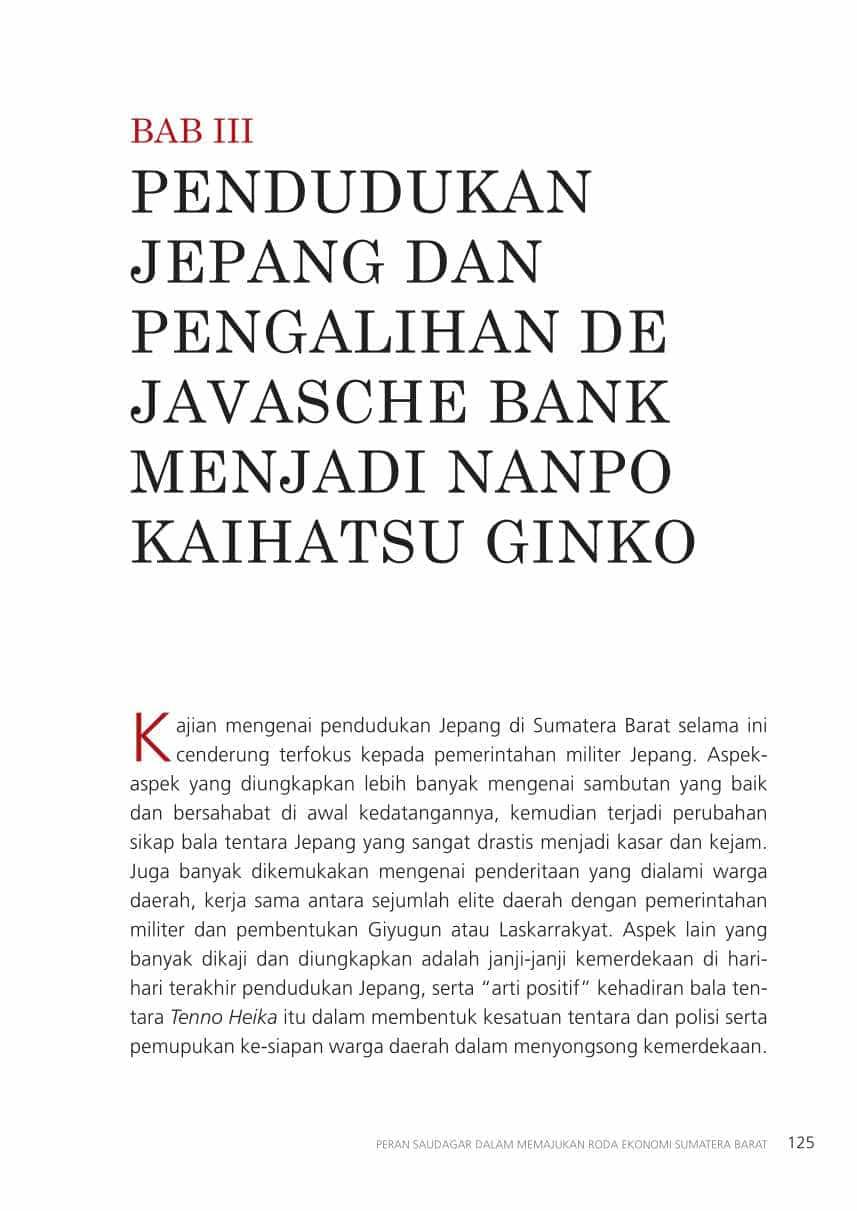 BAB III
PENDUDUKAN
JEPANG DAN
PENGALIHAN DE
JAVASCHE BANK
MENJADI NANPO
KAIHATSU GINKO
Kajian mengenai pendudukan Jepang di Sumatera Barat selama ini
cenderung terfokus kepada pemerintahan militer Jepang. Aspek-
aspek yang diungkapkan lebih banyak mengenai sambutan yang baik
dan bersahabat di awal kedatangannya, kemudian terjadi perubahan
sikap bala tentara Jepang yang sangat drastis menjadi kasar dan kejam.
Juga banyak dikemukakan mengenai penderitaan yang dialami warga
daerah, kerja sama antara sejumlah elite daerah dengan pemerintahan
militer dan pembentukan Giyugun atau Laskarrakyat. Aspek lain yang
banyak dikaji dan diungkapkan adalah janji-janji kemerdekaan di hari-
hari terakhir pendudukan Jepang, serta “arti positif” kehadiran bala ten-
tara Tenno Heika itu dalam membentuk kesatuan tentara dan polisi serta
pemupukan ke-siapan warga daerah dalam menyongsong kemerdekaan.
PERAN SAUDAGAR DALAM MEMAJUKAN RODA EKONOMI SUMATERA BARAT 125